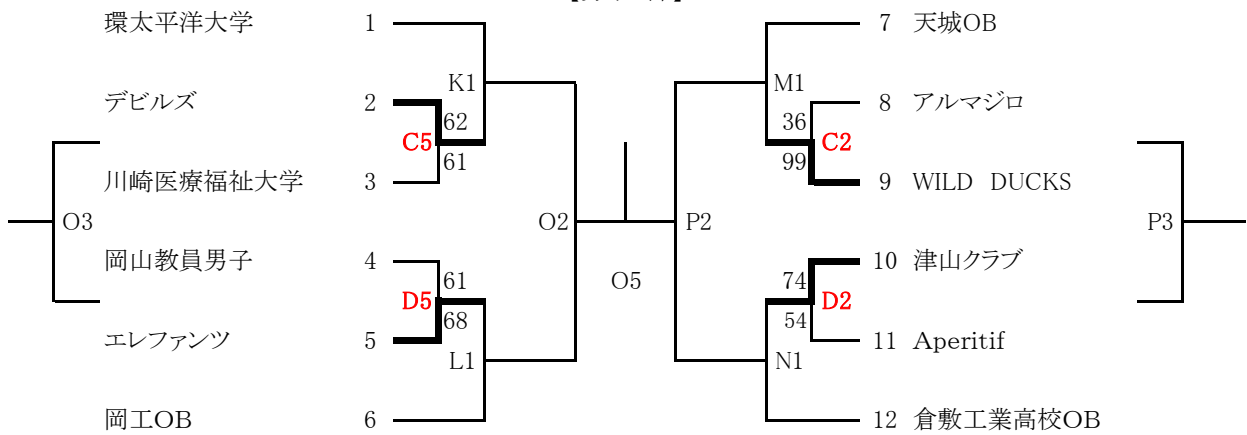 環太平洋大学 1
7 天城OB
K1
M1
デビルズ 2
8 アルマジロ
62
36
C5
C2
61
99
川崎医療福祉大学 3
9 WILD DUCKS
O3
O2
P2
P3
岡山教員男子 4
10 津山クラブ
61
O5
74
D5
D2
68
54
エレファンツ 5
11 Aperitif
L1
N1
岡工OB 6
12 倉敷工業高校OB